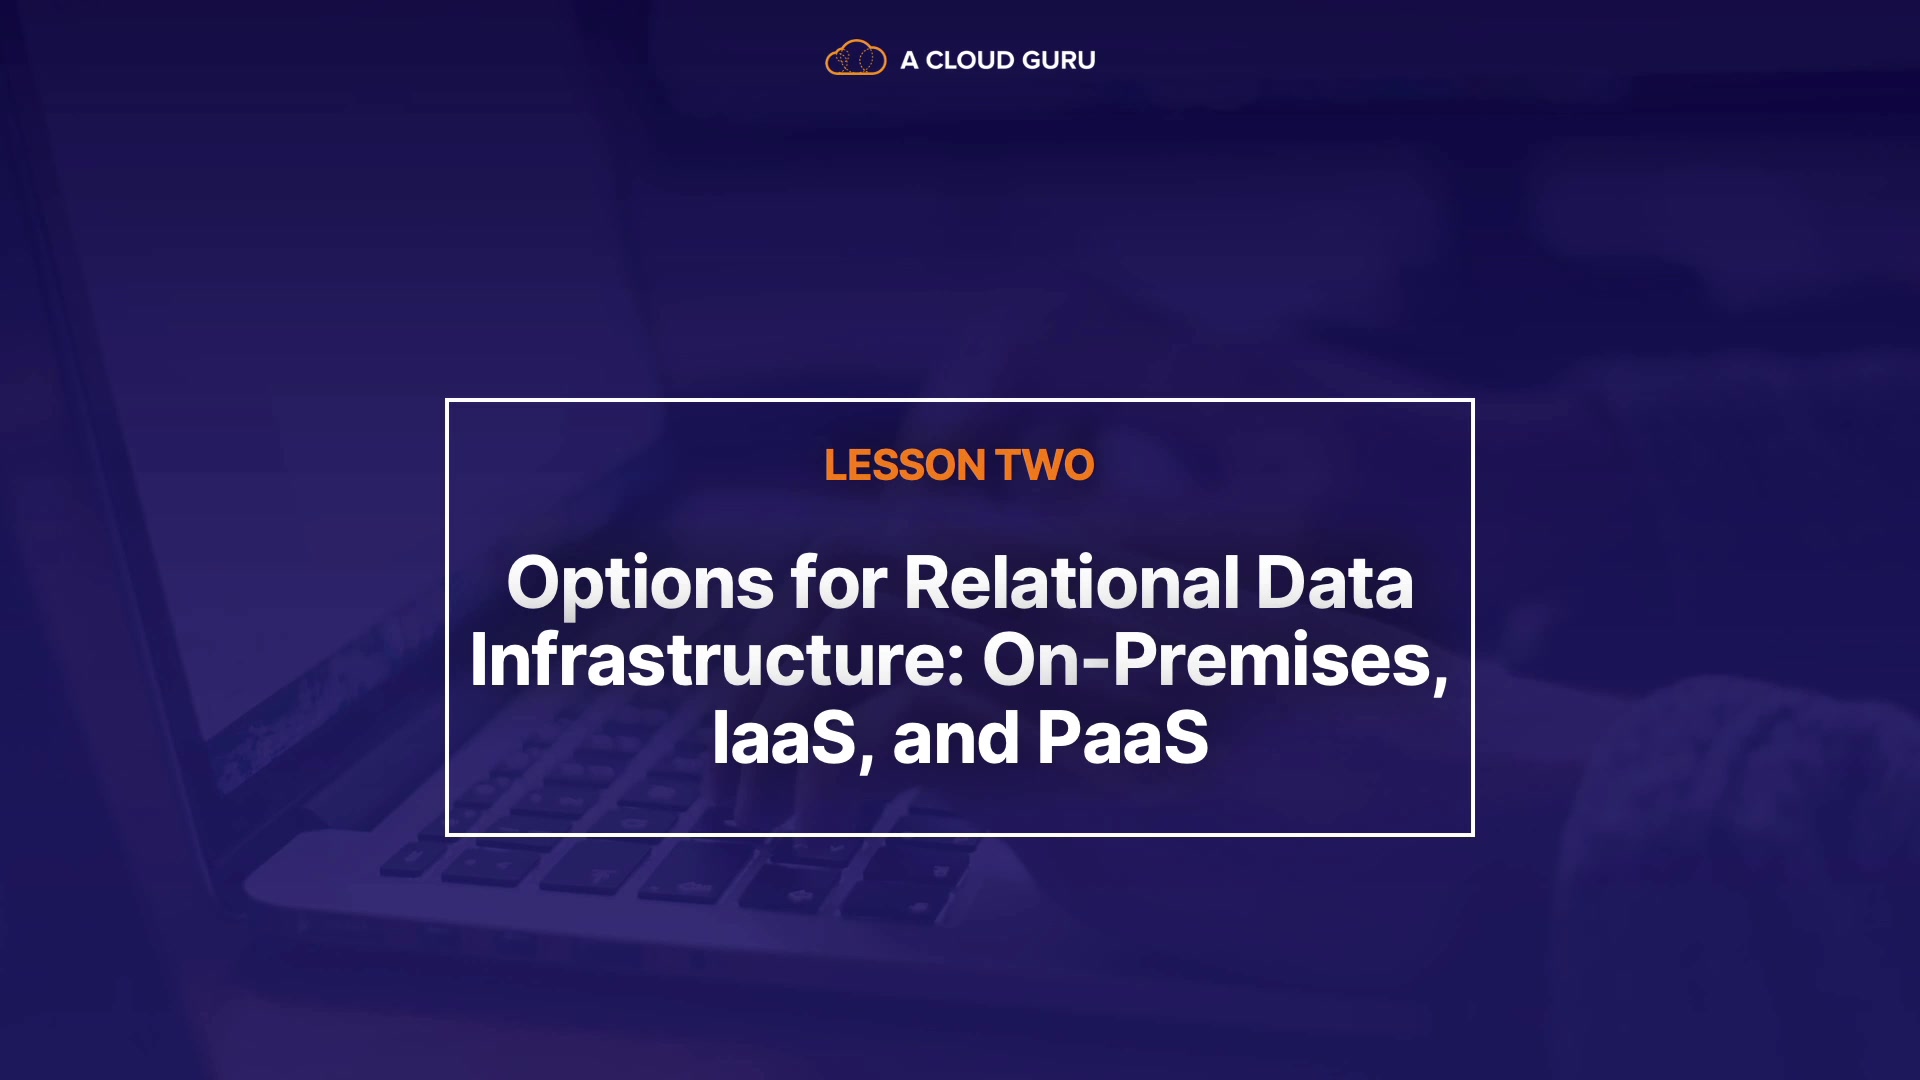 A CLOUD GURU
LESSON TWO
Options for Relational Data
Infrastructure: On-Premises,
IaaS, and PaaS